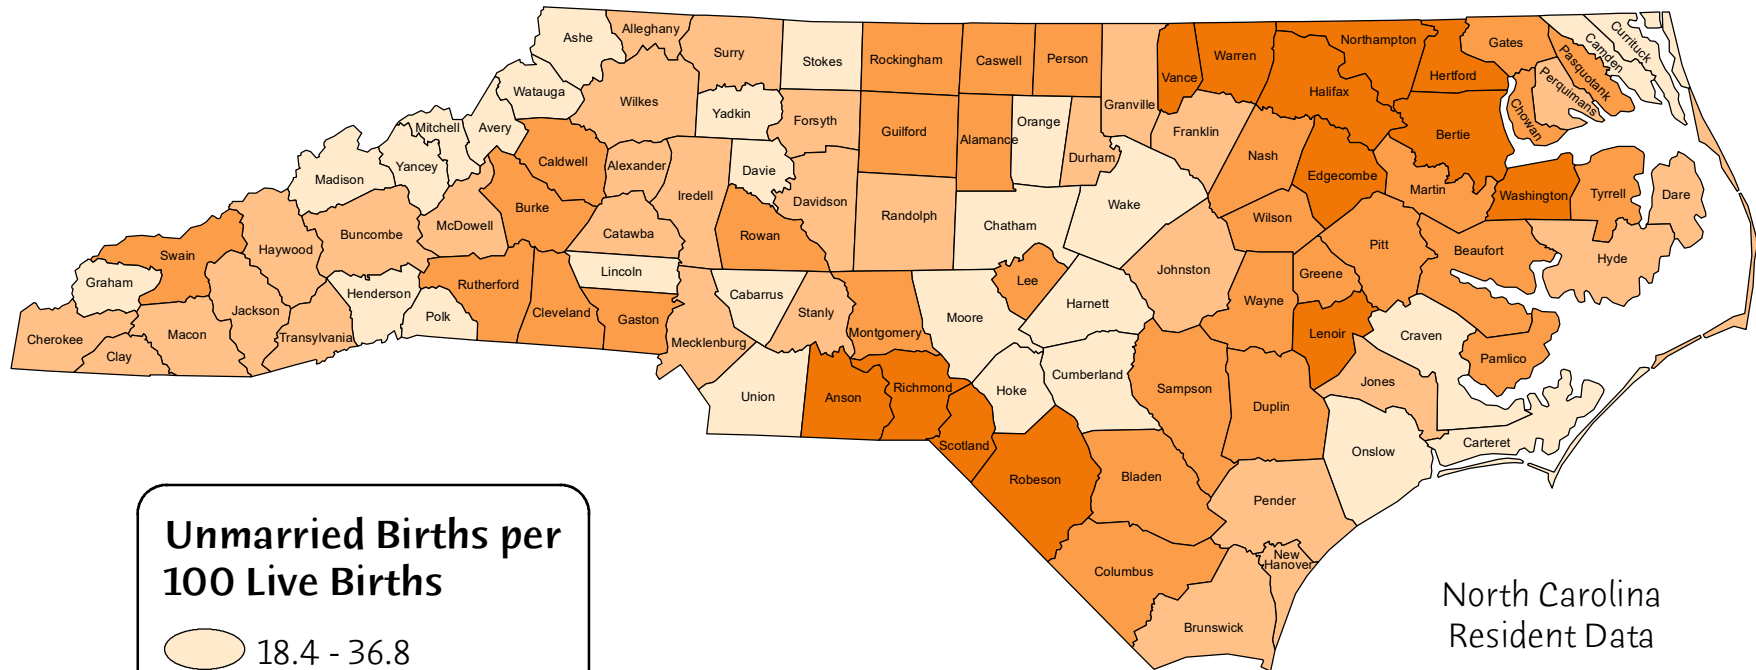 Ashe
Alleghany
Surry
Stokes
Rockingham
Caswell
Person
Granville
Vance
Warren
Northampton
Halifax
Hertford
Gates
Camden
Currituck
Pasquotank
Perquimans
Chowan
Bertie
Watauga
Wilkes
Yadkin
Forsyth
Guilford
Alamance
Orange
Durham
Franklin
Nash
Edgecombe
Martin
Washington
Tyrrell
Dare
Mitchell
Avery
Yancey
Madison
Caldwell
Alexander
Iredell
Davie
Davidson
Randolph
Chatham
Wake
Wilson
Pitt
Beaufort
Hyde
Burke
McDowell
Buncombe
Haywood
Swain
Graham
Catawba
Rowan
Lincoln
Lee
Johnston
Greene
Wayne
Harnett
Cherokee
Clay
Macon
Jackson
Transylvania
Henderson
Polk
Rutherford
Cleveland
Gaston
Mecklenburg
Cabarrus
Stanly
Montgomery
Moore
Lenoir
Craven
Pamlico
Jones
Union
Anson
Richmond
Scotland
Hoke
Cumberland
Sampson
Duplin
Onslow
Carteret
Robeson
Bladen
Pender
Columbus
New
Hanover
Brunswick
Unmarried Births per
100 Live Births
18.4 - 36.8
North Carolina
Resident Data